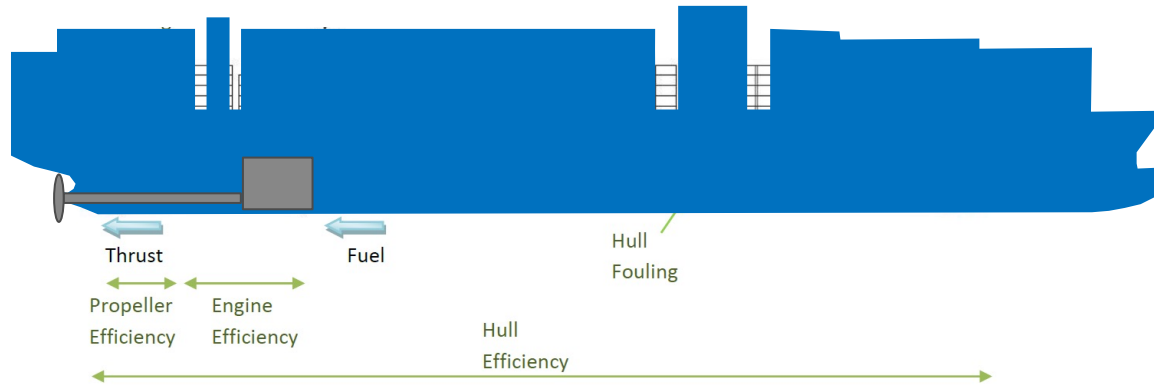 Thrust
Fuel
Hull
Fouling
Propeller
Efficiency
Engine
Efficiency
Hull
Efficiency